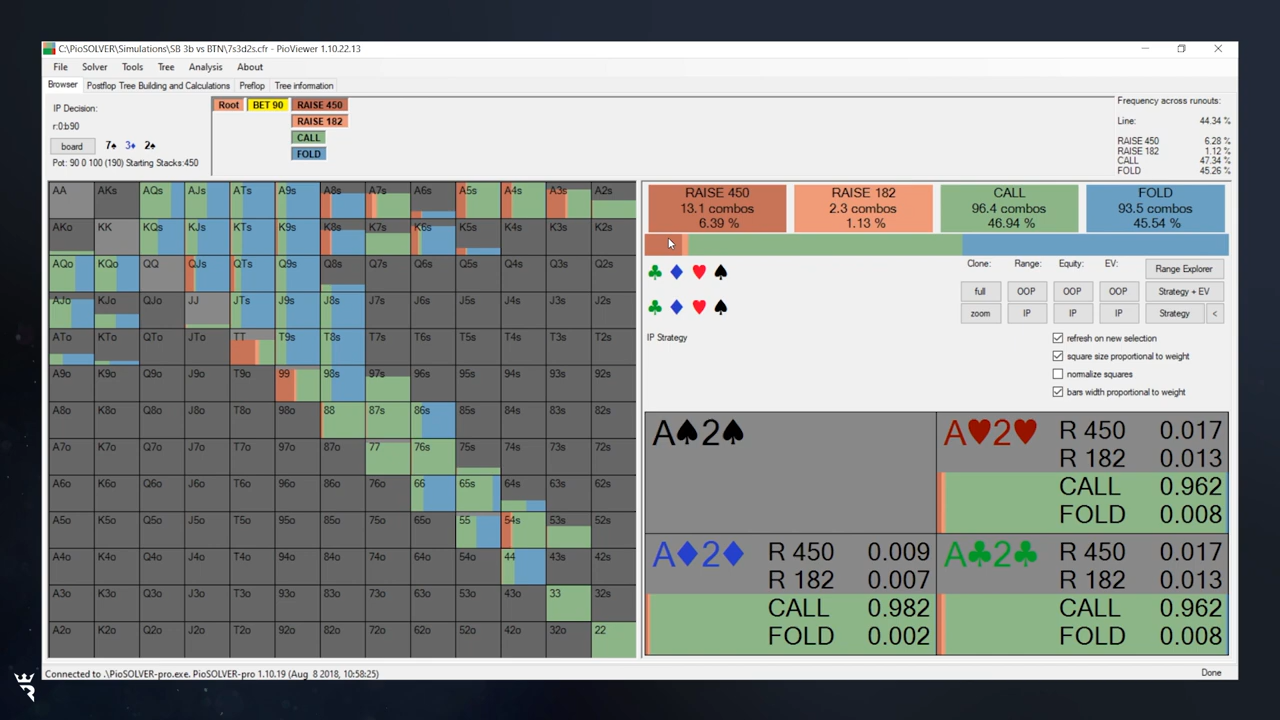 C:\PioSOLVER\Simulations\SB 3b vs BTN\7s3d2s.cfr - PioViewer 1.10.22.13
File Solver Tools Tree Analysis About
Browser Postflop Tree Building and Calculations Preflop Tree information
IP Decision:
r:0:b90
board 7♠ 3♦ 2♠
Pot: 90 0 100 (190) Starting Stacks:450
Root BET 90 RAISE 450
RAISE 182
CALL
FOLD
Frequency across runouts:
Line: 44.34 %
RAISE 450 6.28 %
RAISE 182 1.12 %
CALL 47.34 %
FOLD 45.26 %
AA AKs AQs AJs ATs A9s A8s A7s A6s A5s A4s A3s A2s
AKo KK KQs KJs KTs K9s K8s K7s K6s K5s K4s K3s K2s
AQo KQo QQ QJs QTs Q9s Q8s Q7s Q6s Q5s Q4s Q3s Q2s
AJo KJo QJo JJ JTs J9s J8s J7s J6s J5s J4s J3s J2s
ATo KTo QTo JTo TT T9s T8s T7s T6s T5s T4s T3s T2s
A9o K9o Q9o J9o T9o 99 98s 97s 96s 95s 94s 93s 92s
A8o K8o Q8o J8o T8o 98o 88 87s 86s 85s 84s 83s 82s
A7o K7o Q7o J7o T7o 97o 87o 77 76s 75s 74s 73s 72s
A6o K6o Q6o J6o T6o 96o 86o 76o 66 65s 64s 63s 62s
A5o K5o Q5o J5o T5o 95o 85o 75o 65o 55 54s 53s 52s
A4o K4o Q4o J4o T4o 94o 84o 74o 64o 54o 44 43s 42s
A3o K3o Q3o J3o T3o 93o 83o 73o 63o 53o 43o 33 32s
A2o K2o Q2o J2o T2o 92o 82o 72o 62o 52o 42o 32o 22
RAISE 450 RAISE 182 CALL FOLD
13.1 combos 2.3 combos 96.4 combos 93.5 combos
6.39 % 1.13 % 46.94 % 45.54 %
♣ ♦ ♥ ♠
♣ ♦ ♥ ♠
Clone: Range: Equity: EV: Range Explorer
full OOP OOP OOP Strategy + EV
zoom IP IP IP Strategy <
IP Strategy
refresh on new selection
square size proportional to weight
normalize squares
bars width proportional to weight
A♠2♠
A♥2♥ R 450 0.017
R 182 0.013
CALL 0.962
FOLD 0.008
A♦2♦ R 450 0.009
R 182 0.007
CALL 0.982
FOLD 0.002
A♣2♣ R 450 0.017
R 182 0.013
CALL 0.962
FOLD 0.008
Connected to .\PioSOLVER-pro.exe. PioSOLVER-pro 1.10.19 (Aug 8 2018, 10:58:25) Done
R